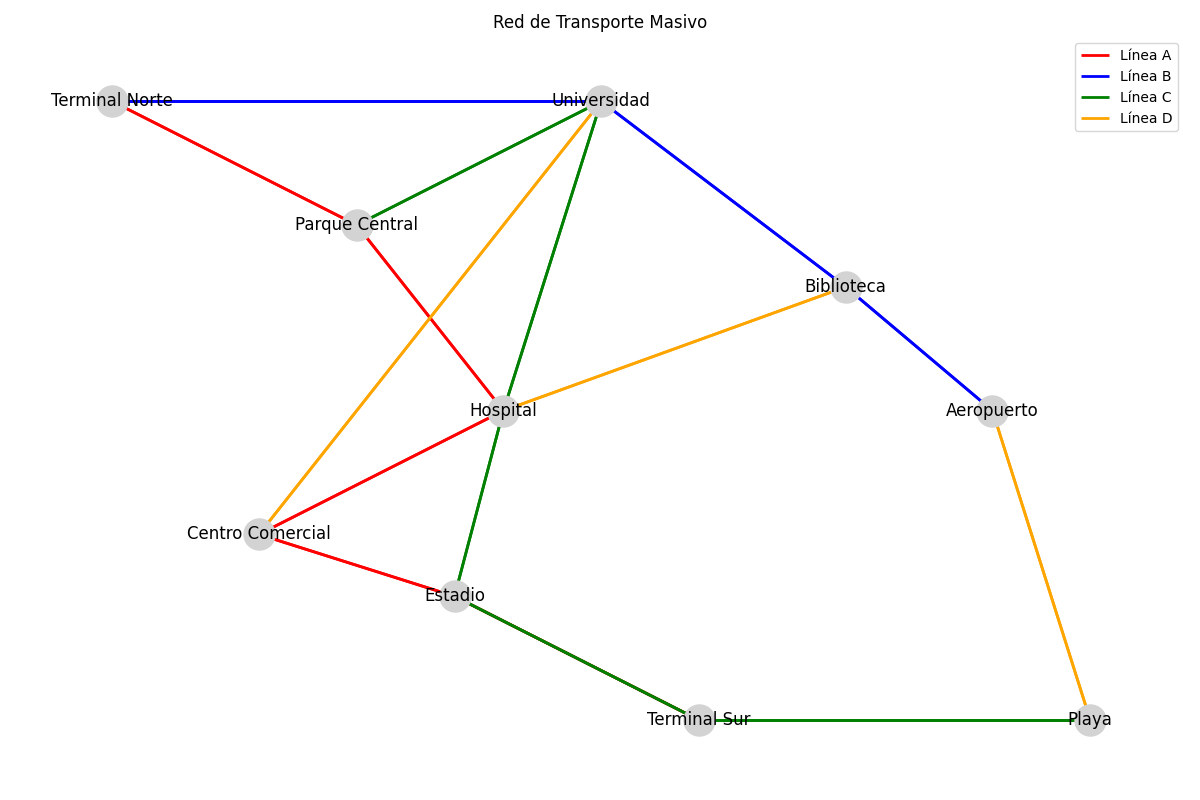 Red de Transporte Masivo
Línea A
Línea B
Línea C
Línea D
Terminal Norte
Universidad
Parque Central
Biblioteca
Hospital
Aeropuerto
Centro Comercial
Estadio
Terminal Sur
Playa